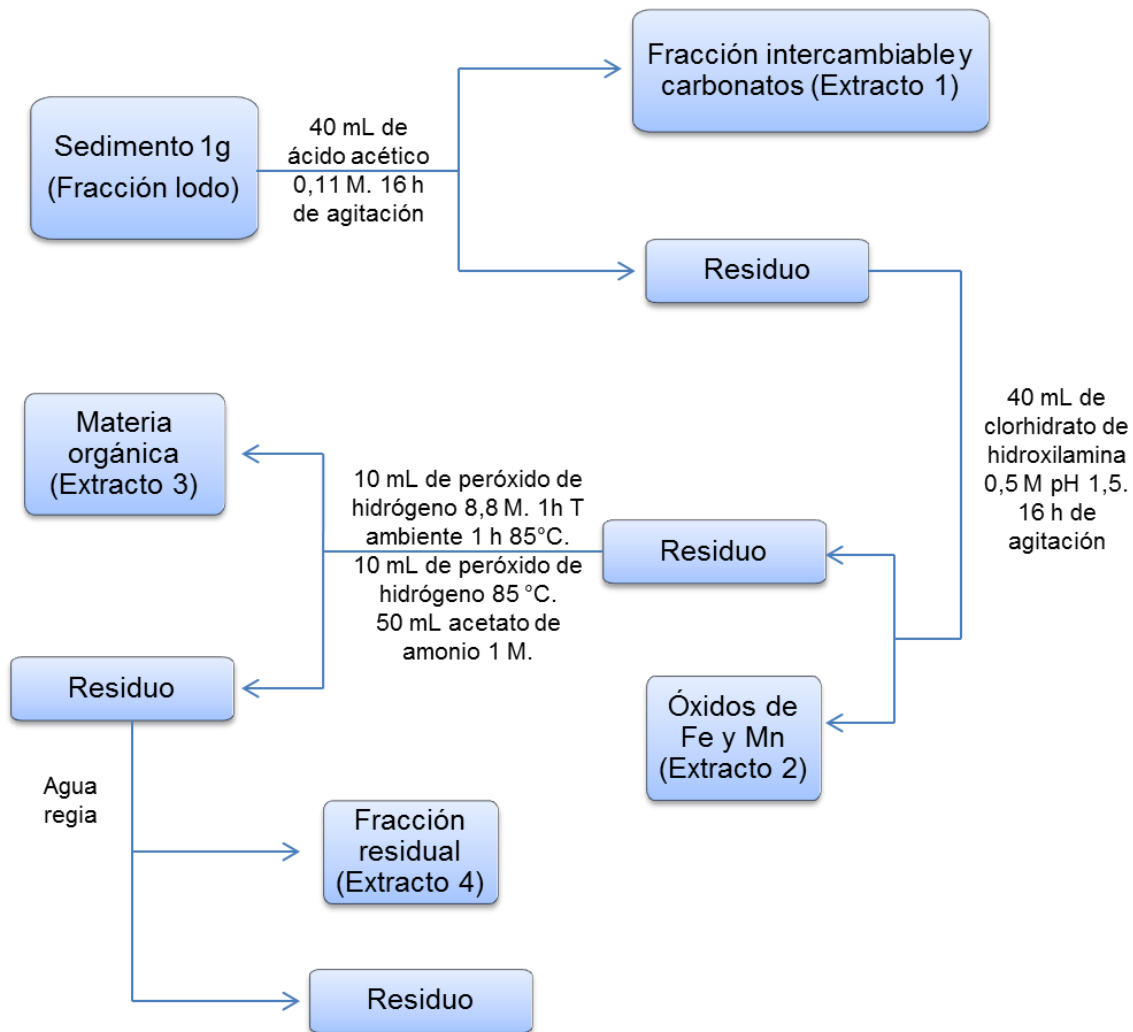 Fracción intercambiable y
carbonatos (Extracto 1)
Sedimento 1g
(Fracción lodo)
40 mL de
ácido acético
0,11 M. 16 h
de agitación
Residuo
40 mL de
clorhidrato de
hidroxilamina
0,5 M pH 1,5.
16 h de
agitación
Residuo
Óxidos de
Fe y Mn
(Extracto 2)
10 mL de peróxido de
hidrógeno 8,8 M. 1h T
ambiente 1 h 85°C.
10 mL de peróxido de
hidrógeno 85 °C.
50 mL acetato de
amonio 1 M.
Materia
orgánica
(Extracto 3)
Residuo
Agua
regia
Fracción
residual
(Extracto 4)
Residuo